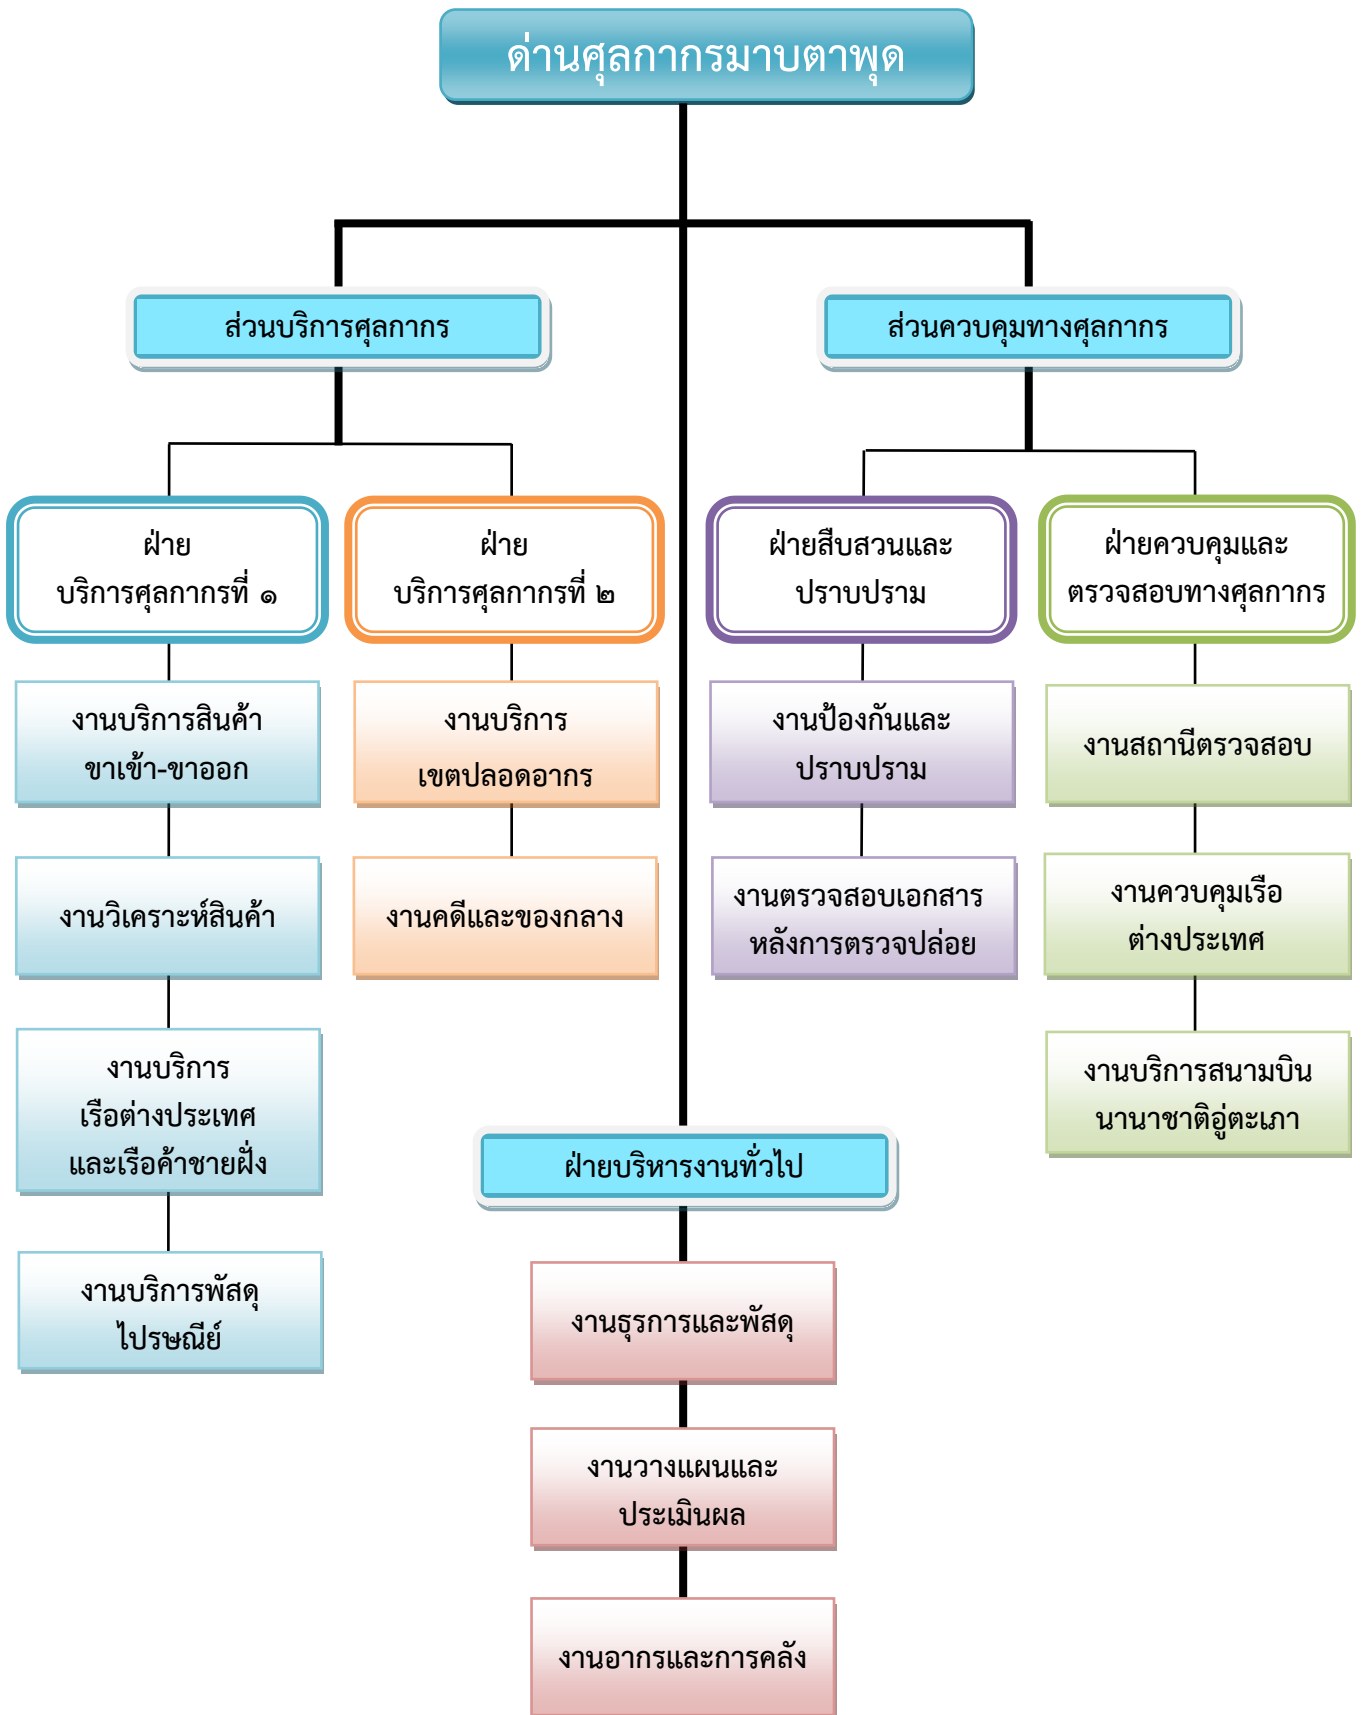 ด่านศุลกากรมาบตาพุด
ส่วนบริการศุลกากร
ส่วนควบคุมทางศุลกากร
ฝ่าย
บริการศุลกากรที่ ๑
ฝ่าย
บริการศุลกากรที่ ๒
ฝ่ายสืบสวนและ
ปราบปราม
ฝ่ายควบคุมและ
ตรวจสอบทางศุลกากร
งานบริการสินค้า
ขาเข้า-ขาออก
งานบริการ
เขตปลอดอากร
งานป้องกันและ
ปราบปราม
งานสถานีตรวจสอบ
งานวิเคราะห์สินค้า
งานคดีและของกลาง
งานตรวจสอบเอกสาร
หลังการตรวจปล่อย
งานควบคุมเรือ
ต่างประเทศ
งานบริการ
เรือต่างประเทศ
และเรือค้าชายฝั่ง
งานบริการสนามบิน
นานาชาติอู่ตะเภา
ฝ่ายบริหารงานทั่วไป
งานบริการพัสดุ
ไปรษณีย์
งานธุรการและพัสดุ
งานวางแผนและ
ประเมินผล
งานอากรและการคลัง